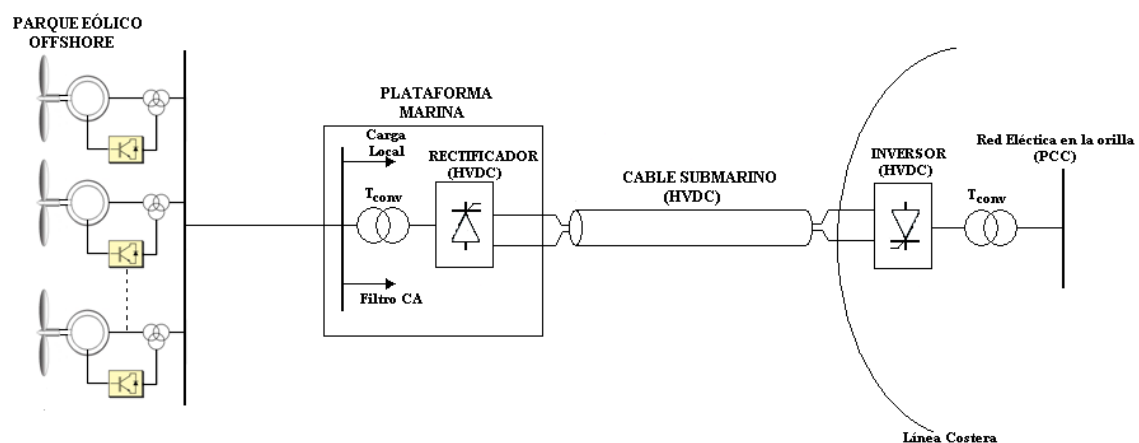 PARQUE EÓLICO
OFFSHORE
PLATAFORMA
MARINA
Carga
Local
RECTIFICADOR
(HVDC)
T conv
Filtro CA
CABLE SUBMARINO
(HVDC)
INVERSOR
(HVDC)
Red Eléctica en la orilla
(PCC)
T conv
Línea Costera